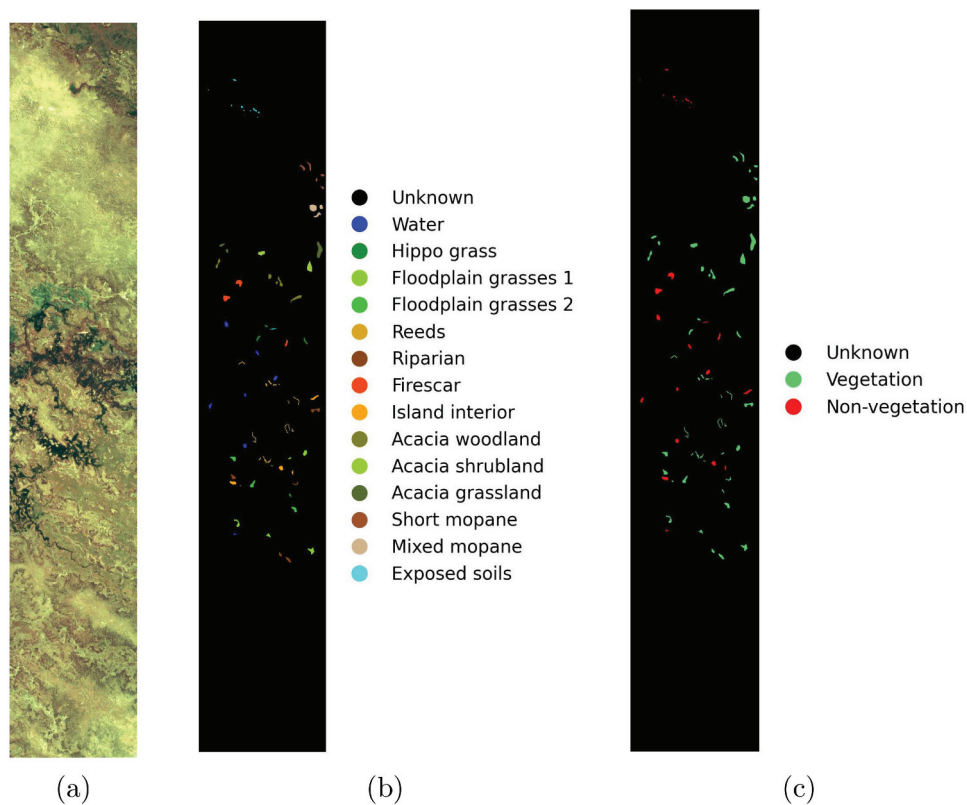 Unknown
Water
Hippo grass
Floodplain grasses 1
Floodplain grasses 2
Reeds
Riparian
Firescar
Island interior
Acacia woodland
Acacia shrubland
Acacia grassland
Short mopane
Mixed mopane
Exposed soils
Unknown
Vegetation
Non-vegetation
(a)
(b)
(c)